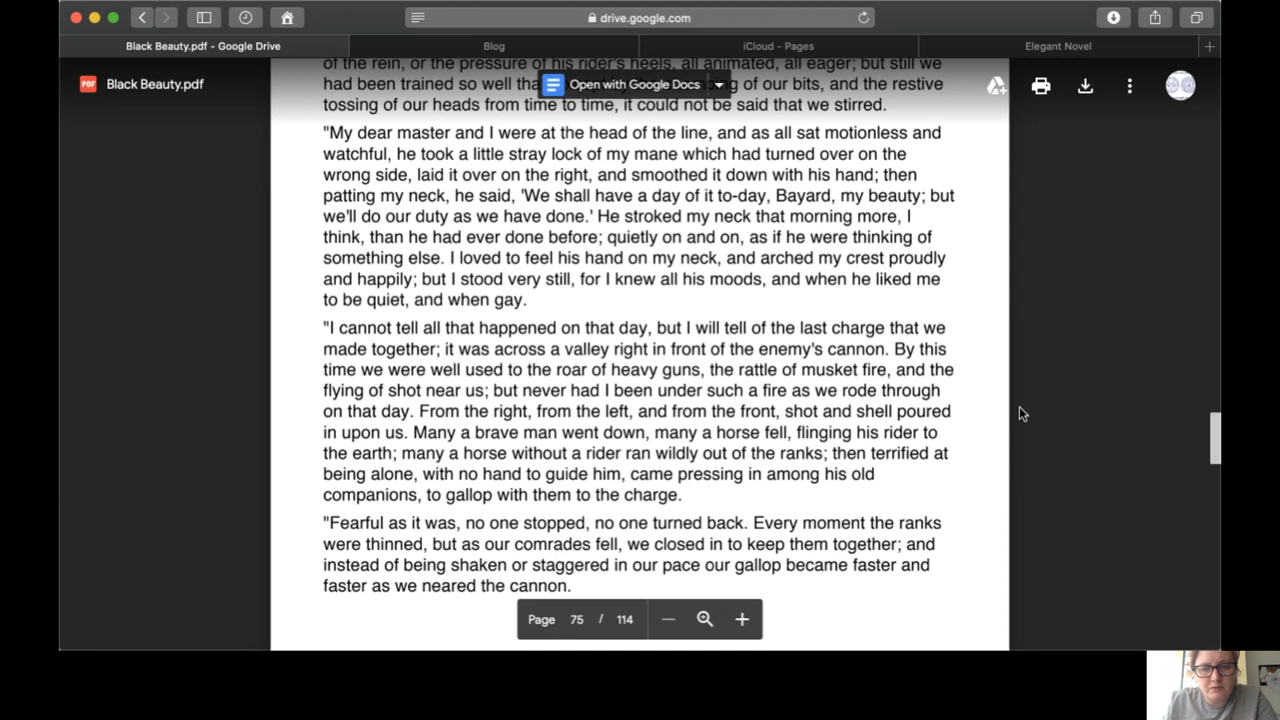 drive.google.com
Black Beauty.pdf - Google Drive
Blog
iCloud - Pages
Elegant Novel
PDF
Black Beauty.pdf
Open with Google Docs
of the rein, or the pressure of his rider's heels, all animated, all eager; but still we
had been trained so well ing of our bits, and the restive
tossing of our heads from time to time, it could not be said that we stirred.
"My dear master and I were at the head of the line, and as all sat motionless and
watchful, he took a little stray lock of my mane which had turned over on the
wrong side, laid it over on the right, and smoothed it down with his hand; then
patting my neck, he said, 'We shall have a day of it to-day, Bayard, my beauty; but
we'll do our duty as we have done.' He stroked my neck that morning more, I
think, than he had ever done before; quietly on and on, as if he were thinking of
something else. I loved to feel his hand on my neck, and arched my crest proudly
and happily; but I stood very still, for I knew all his moods, and when he liked me
to be quiet, and when gay.
"I cannot tell all that happened on that day, but I will tell of the last charge that we
made together; it was across a valley right in front of the enemy's cannon. By this
time we were well used to the roar of heavy guns, the rattle of musket fire, and the
flying of shot near us; but never had I been under such a fire as we rode through
on that day. From the right, from the left, and from the front, shot and shell poured
in upon us. Many a brave man went down, many a horse fell, flinging his rider to
the earth; many a horse without a rider ran wildly out of the ranks; then terrified at
being alone, with no hand to guide him, came pressing in among his old
companions, to gallop with them to the charge.
"Fearful as it was, no one stopped, no one turned back. Every moment the ranks
were thinned, but as our comrades fell, we closed in to keep them together; and
instead of being shaken or staggered in our pace our gallop became faster and
faster as we neared the cannon.
Page 75 / 114